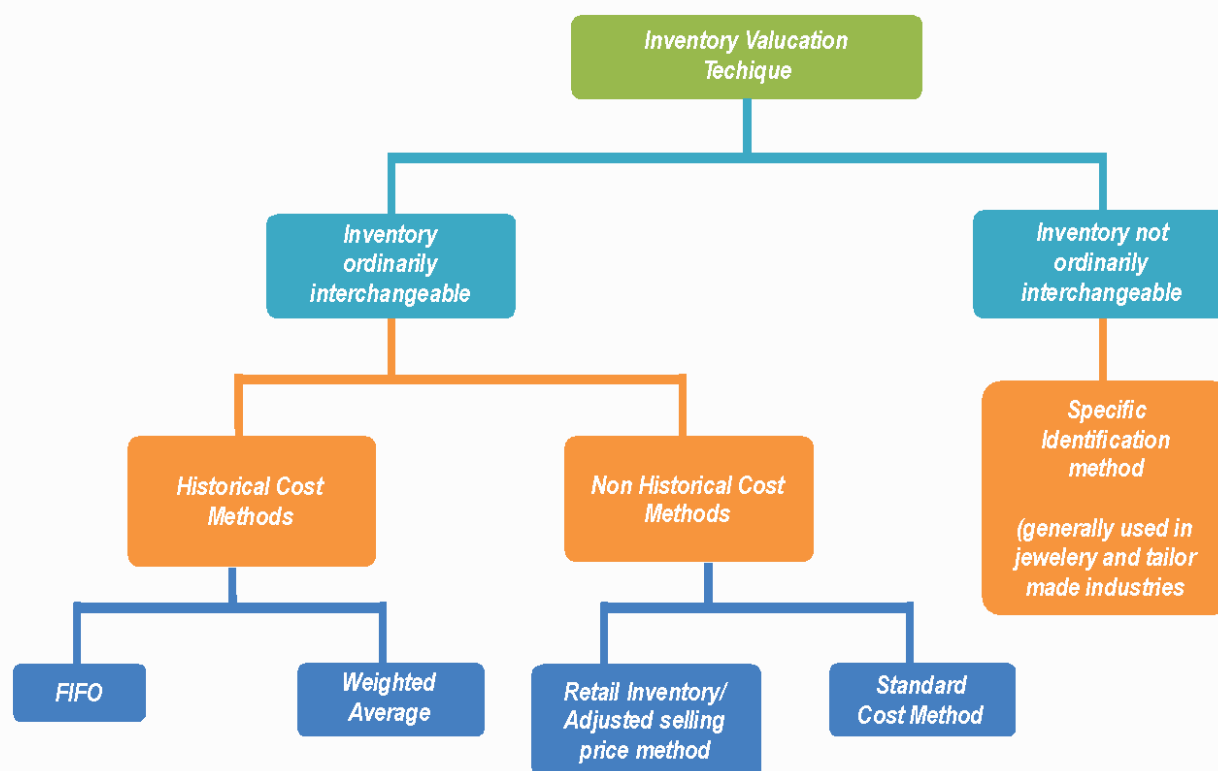 Inventory Valucation
Techique
Inventory
ordinarily
interchangeable
Inventory not
ordinarily
interchangeable
Historical Cost
Methods
Non Historical Cost
Methods
Specific
Identification
method
(generally used in
jewelery and tailor
made industries
FIFO
Weighted
Average
Retail Inventory/
Adjusted selling
price method
Standard
Cost Method